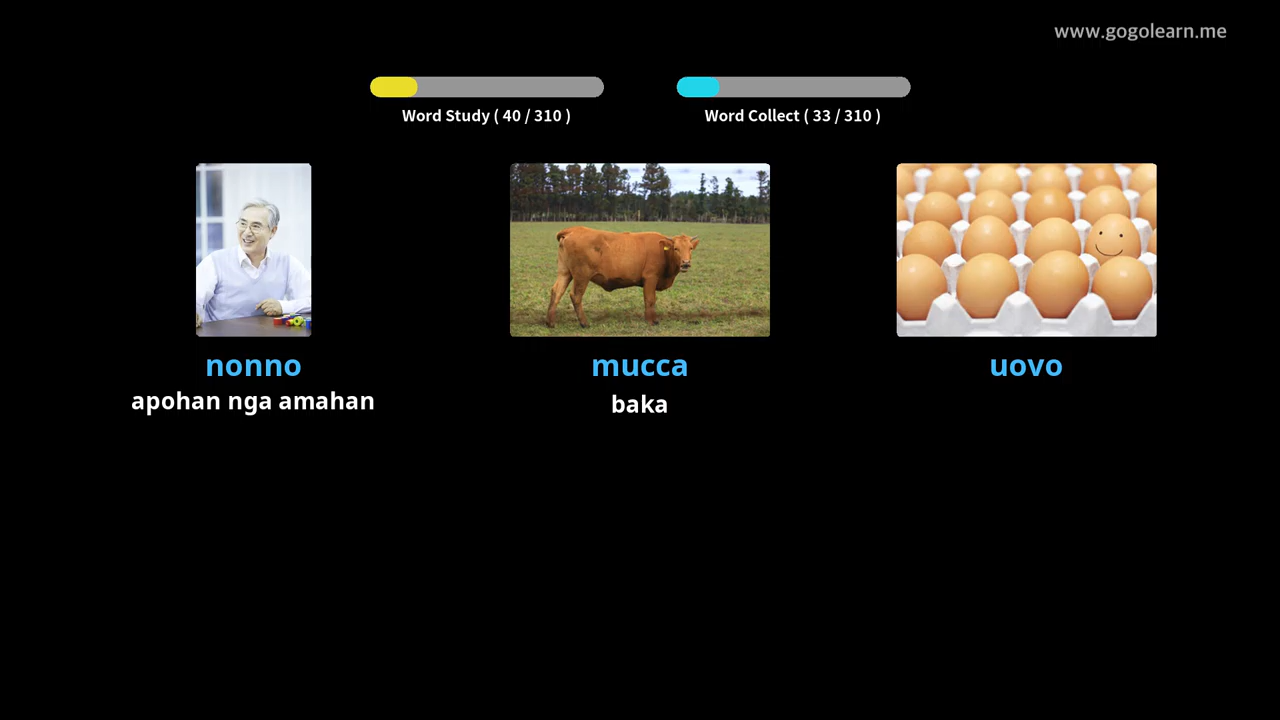 www.gogolearn.me
Word Study ( 40 / 310 )
Word Collect ( 33 / 310 )
nonno
mucca
uovo
apohan nga amahan
baka